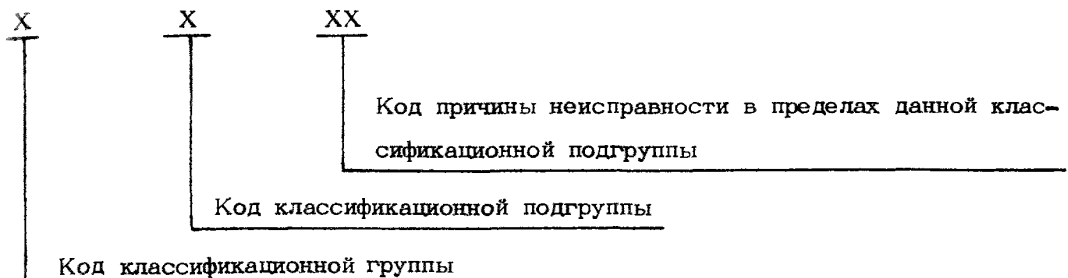 X X XX
Код причины неисправности в пределах данной клас-
сификационной подгруппы
Код классификационной подгруппы
Код классификационной группы